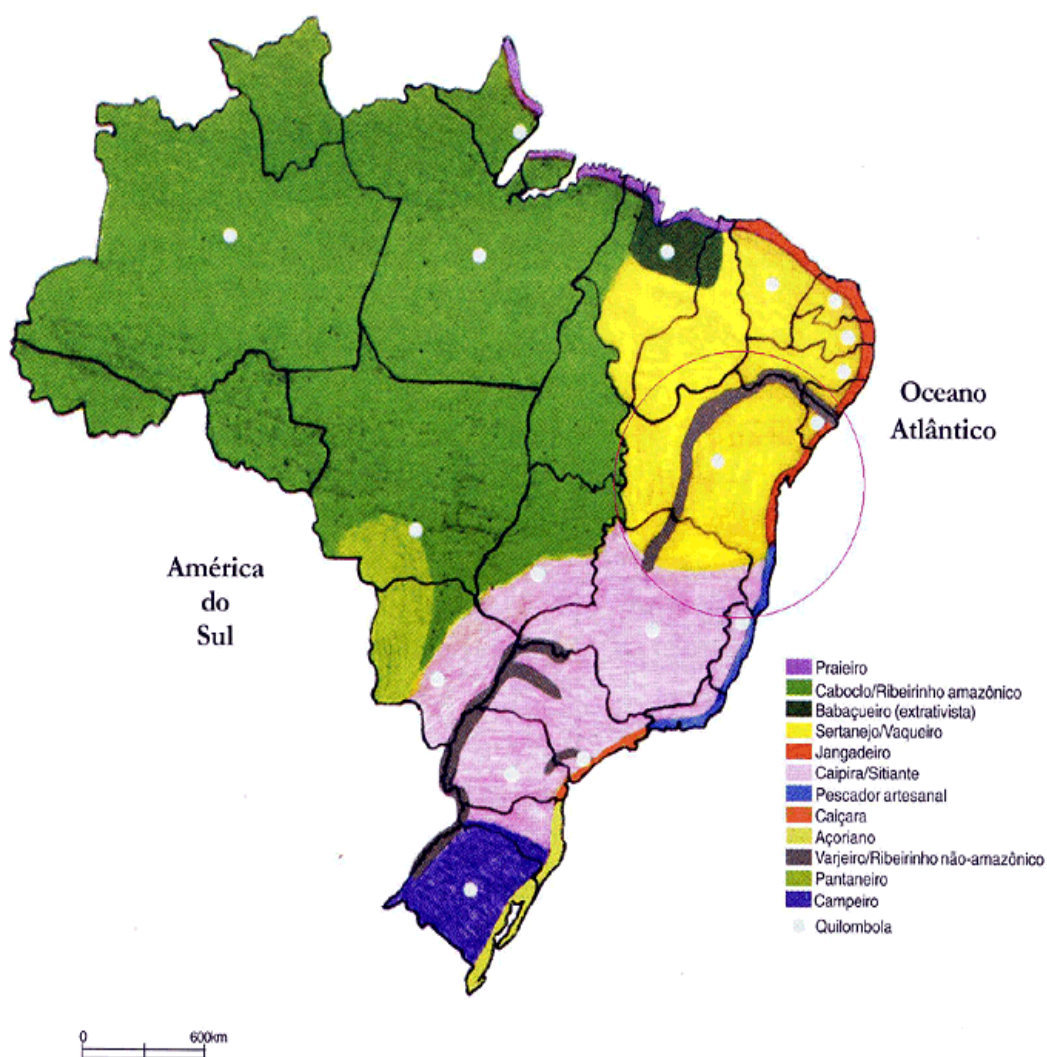 Oceano
Atlântico
América
do
Sul
Praieiro
Caboclo/Ribeirinho amazônico
Babaçueiro (extrativista)
Sertanejo/Vaqueiro
Jangadeiro
Caipira/Sitiante
Pescador artesanal
Caiçara
Açoriano
Varjeiro/Ribeirinho não-amazônico
Pantaneiro
Campeiro
Quilombola
0 600km